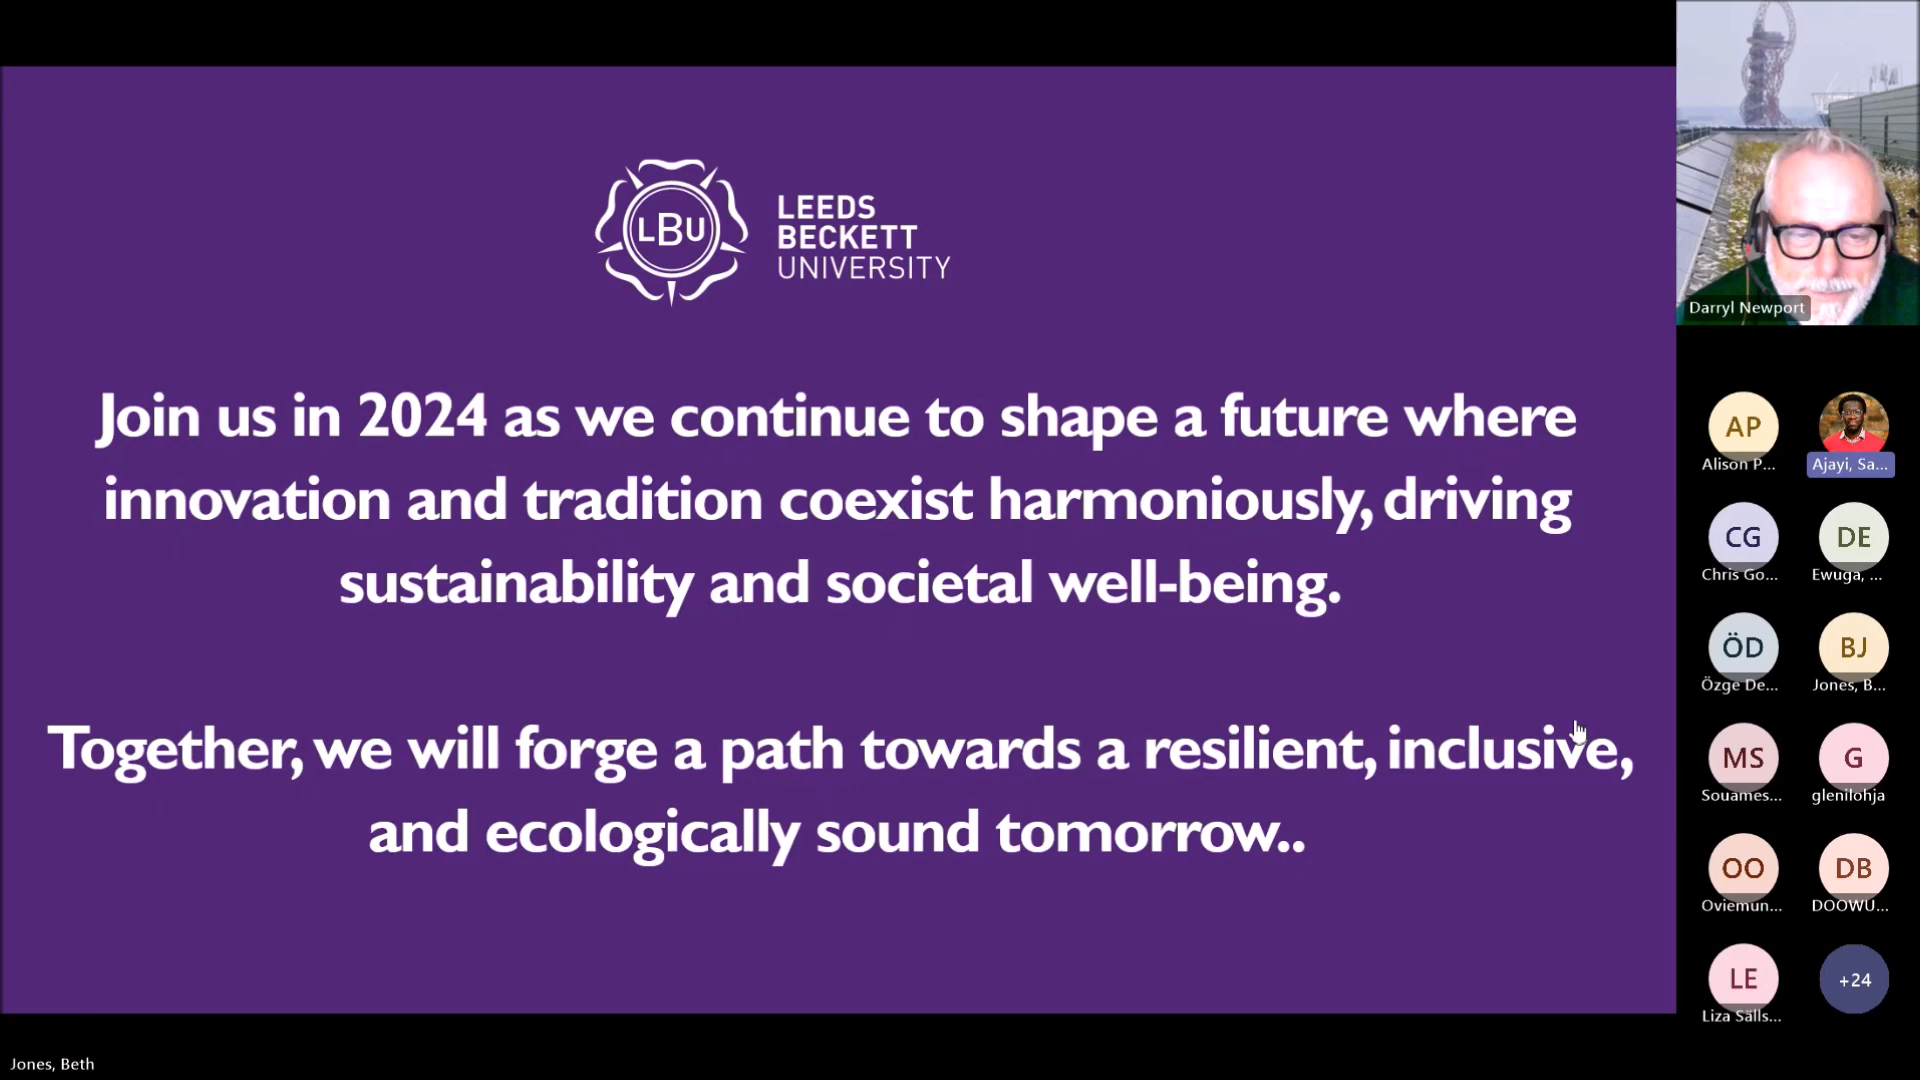 LBU
LEEDS
BECKETT
UNIVERSITY
Join us in 2024 as we continue to shape a future where
innovation and tradition coexist harmoniously, driving
sustainability and societal well-being.
Together, we will forge a path towards a resilient, inclusive,
and ecologically sound tomorrow..
Darryl Newport
AP
Alison P...
Ajayi, Sa...
CG
Chris Go...
DE
Ewuga, ...
ÖD
Özge De...
BJ
Jones, B...
MS
Souames...
G
glenilohja
OO
Oviemun...
DB
DOOWU...
LE
Liza Sälls...
+24
Jones, Beth